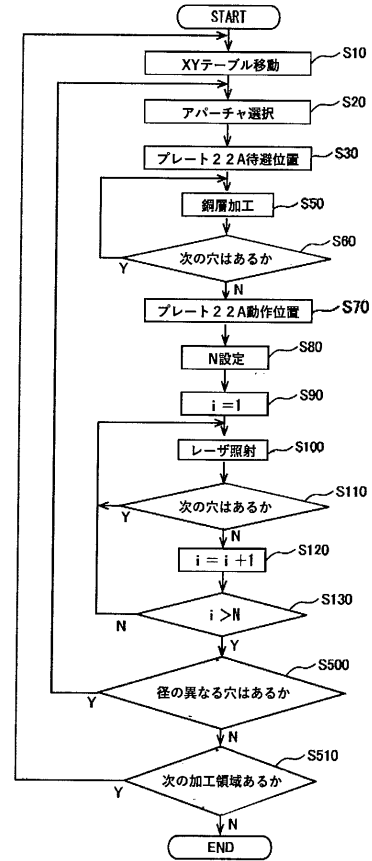 START
XYテーブル移動
S10
アパーチャ選択
S20
プレート22A待避位置
S30
銅層加工
S50
次の穴はあるか
S60
Y
N
プレート22A動作位置
S70
N設定
S80
i=1
S90
レーザ照射
S100
次の穴はあるか
S110
Y
N
i=i+1
S120
i>N
S130
N
Y
径の異なる穴はあるか
S500
Y
N
次の加工領域あるか
S510
Y
N
END